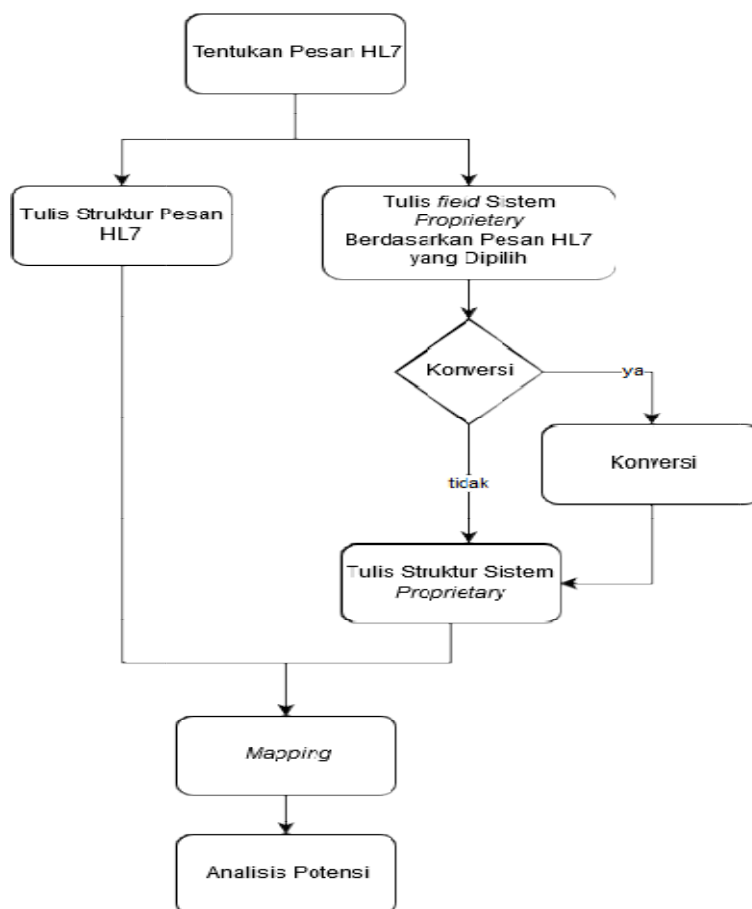 Tentukan Pesan HL7
Tulis Struktur Pesan
HL7
Tulis field Sistem
Proprietary
Berdasarkan Pesan HL7
yang Dipilih
Konversi
ya
Konversi
tidak
Tulis Struktur Sistem
Proprietary
Mapping
Analisis Potensi